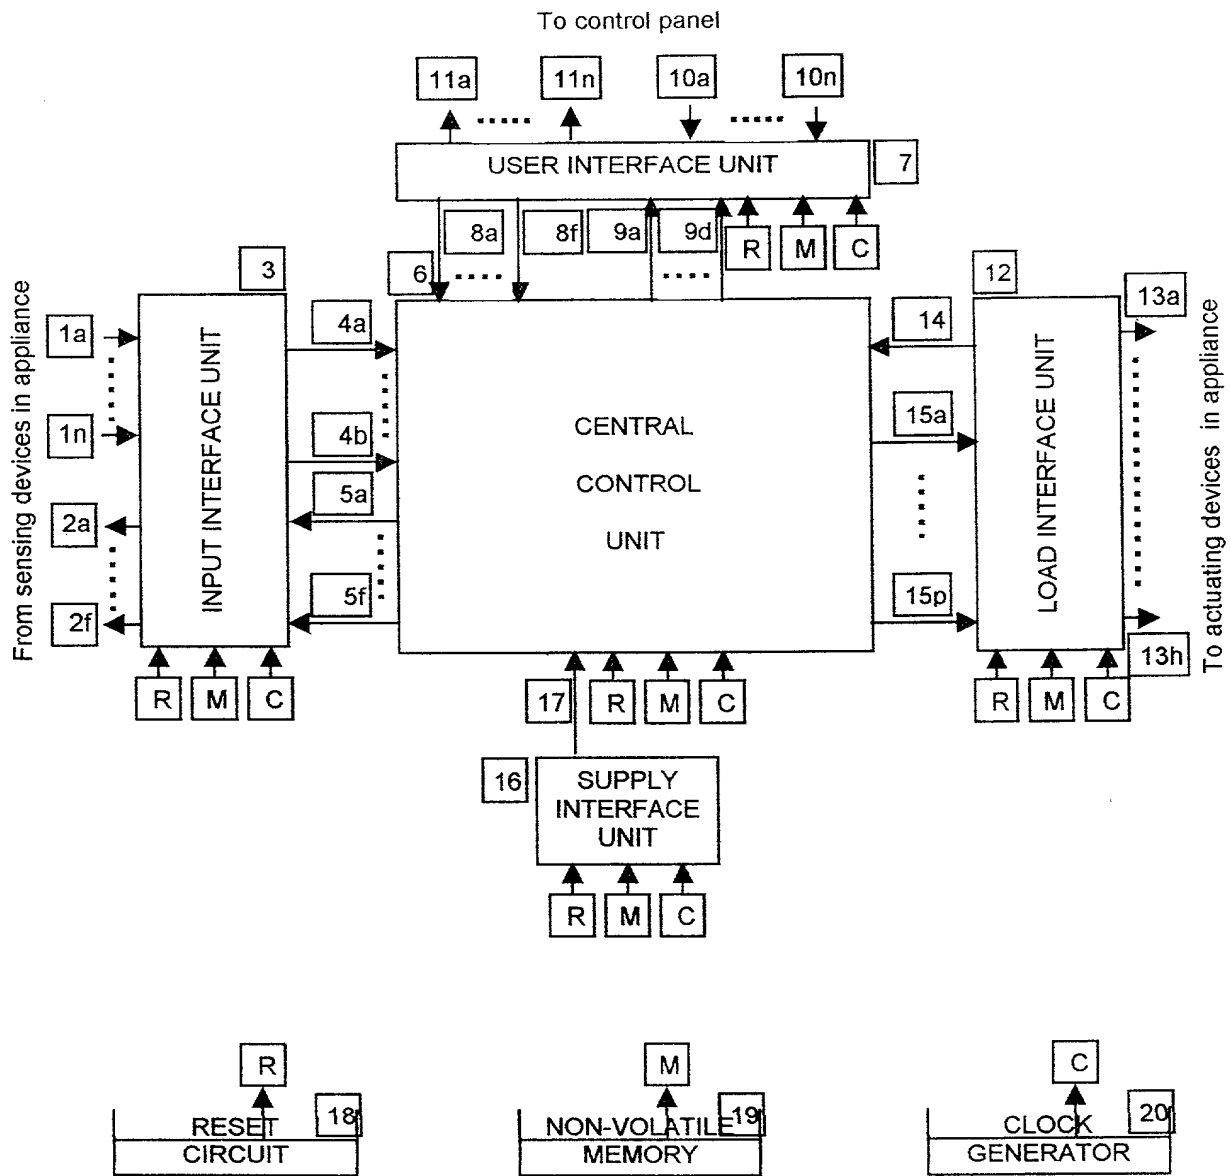 To control panel
11a 11n 10a 10n
USER INTERFACE UNIT 7
8a 8f 9a 9d
R M C
3 6 12
From sensing devices in appliance
1a
1n
2a
2f
INPUT INTERFACE UNIT
4a
4b
5a
5f
CENTRAL
CONTROL
UNIT
14
15a
15p
LOAD INTERFACE UNIT
13a
13h
To actuating devices in appliance
R M C
17 R M C
R M C
16
SUPPLY
INTERFACE
UNIT
R M C
R
RESET 18
CIRCUIT
M
NON-VOLATILE 19
MEMORY
C
CLOCK 20
GENERATOR